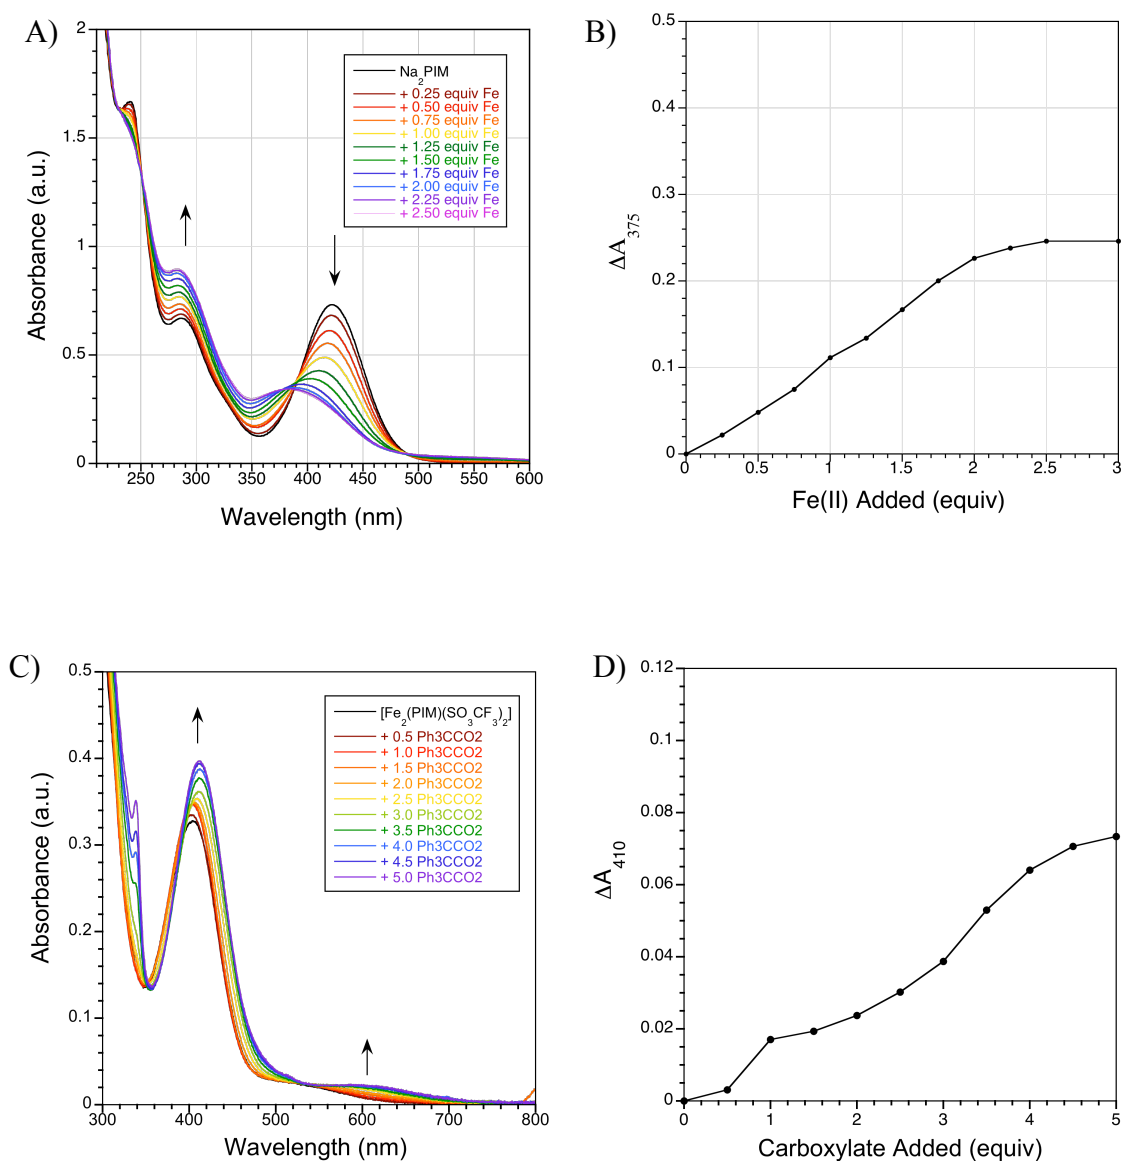 A)
2
1.5
1
0.5
0
250 300 350 400 450 500 550 600
Absorbance (a.u.)
Wavelength (nm)
Na2PIM
+ 0.25 equiv Fe
+ 0.50 equiv Fe
+ 0.75 equiv Fe
+ 1.00 equiv Fe
+ 1.25 equiv Fe
+ 1.50 equiv Fe
+ 1.75 equiv Fe
+ 2.00 equiv Fe
+ 2.25 equiv Fe
+ 2.50 equiv Fe
B)
0.5
0.4
0.3
0.2
0.1
0
0 0.5 1 1.5 2 2.5 3
ΔA375
Fe(II) Added (equiv)
C)
0.5
0.4
0.3
0.2
0.1
0
300 400 500 600 700 800
Absorbance (a.u.)
Wavelength (nm)
[Fe2(PIM)(SO3CF3)2]
+ 0.5 Ph3CCO2
+ 1.0 Ph3CCO2
+ 1.5 Ph3CCO2
+ 2.0 Ph3CCO2
+ 2.5 Ph3CCO2
+ 3.0 Ph3CCO2
+ 3.5 Ph3CCO2
+ 4.0 Ph3CCO2
+ 4.5 Ph3CCO2
+ 5.0 Ph3CCO2
D)
0.12
0.1
0.08
0.06
0.04
0.02
0
0 1 2 3 4 5
ΔA410
Carboxylate Added (equiv)